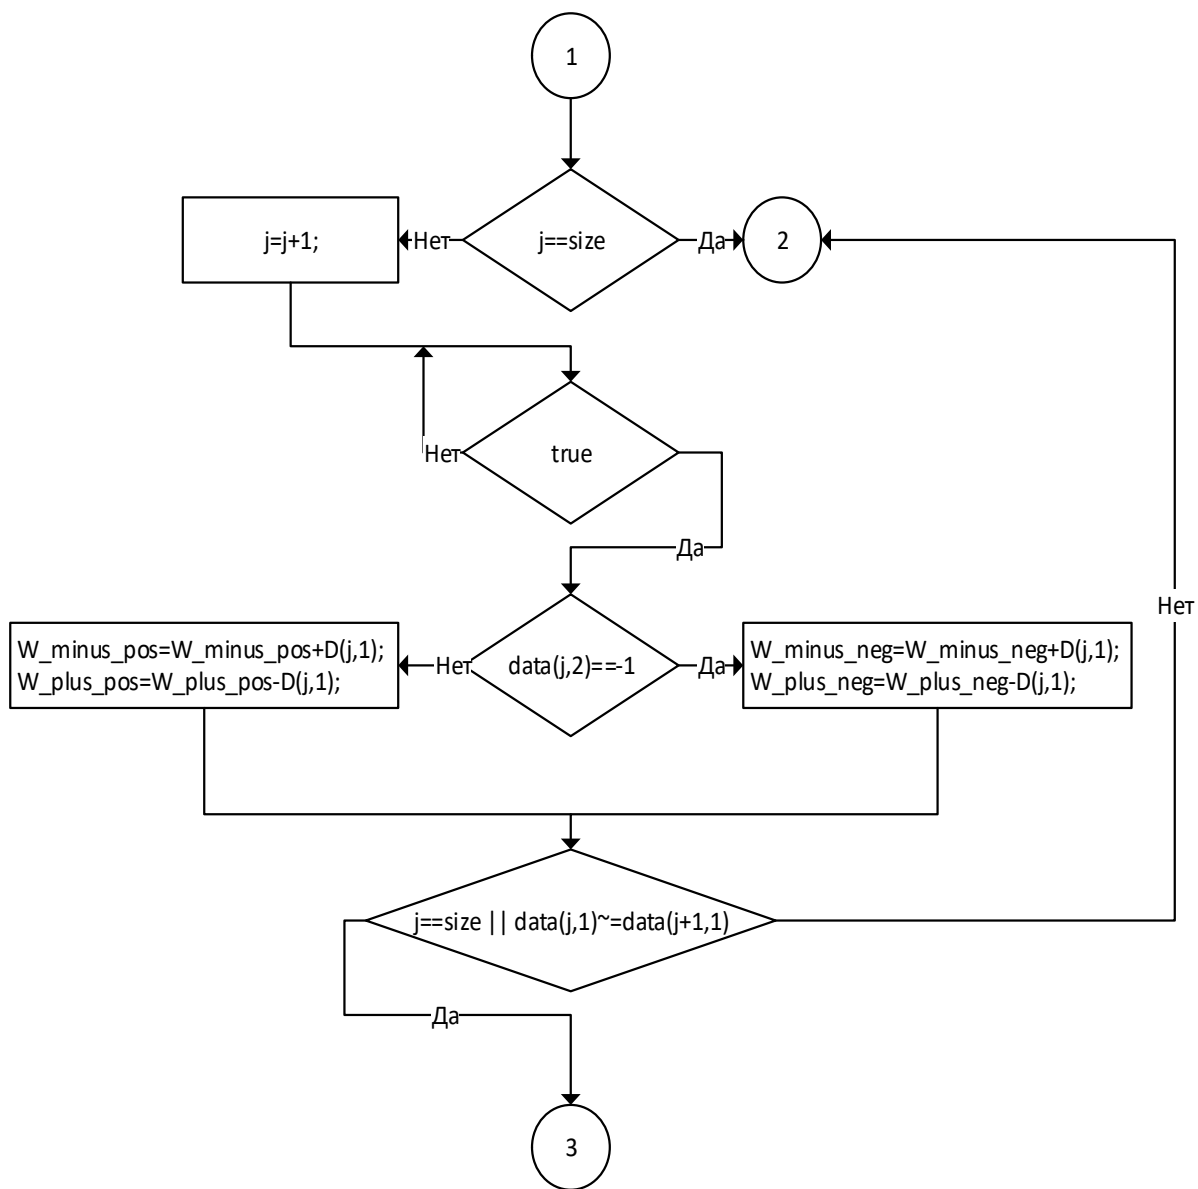 1
j=j+1;
Нет
j==size
Да
2
Нет
true
Да
Нет
W_minus_pos=W_minus_pos+D(j,1);
W_plus_pos=W_plus_pos-D(j,1);
Нет
data(j,2)==-1
Да
W_minus_neg=W_minus_neg+D(j,1);
W_plus_neg=W_plus_neg-D(j,1);
j==size || data(j,1)~=data(j+1,1)
Да
3